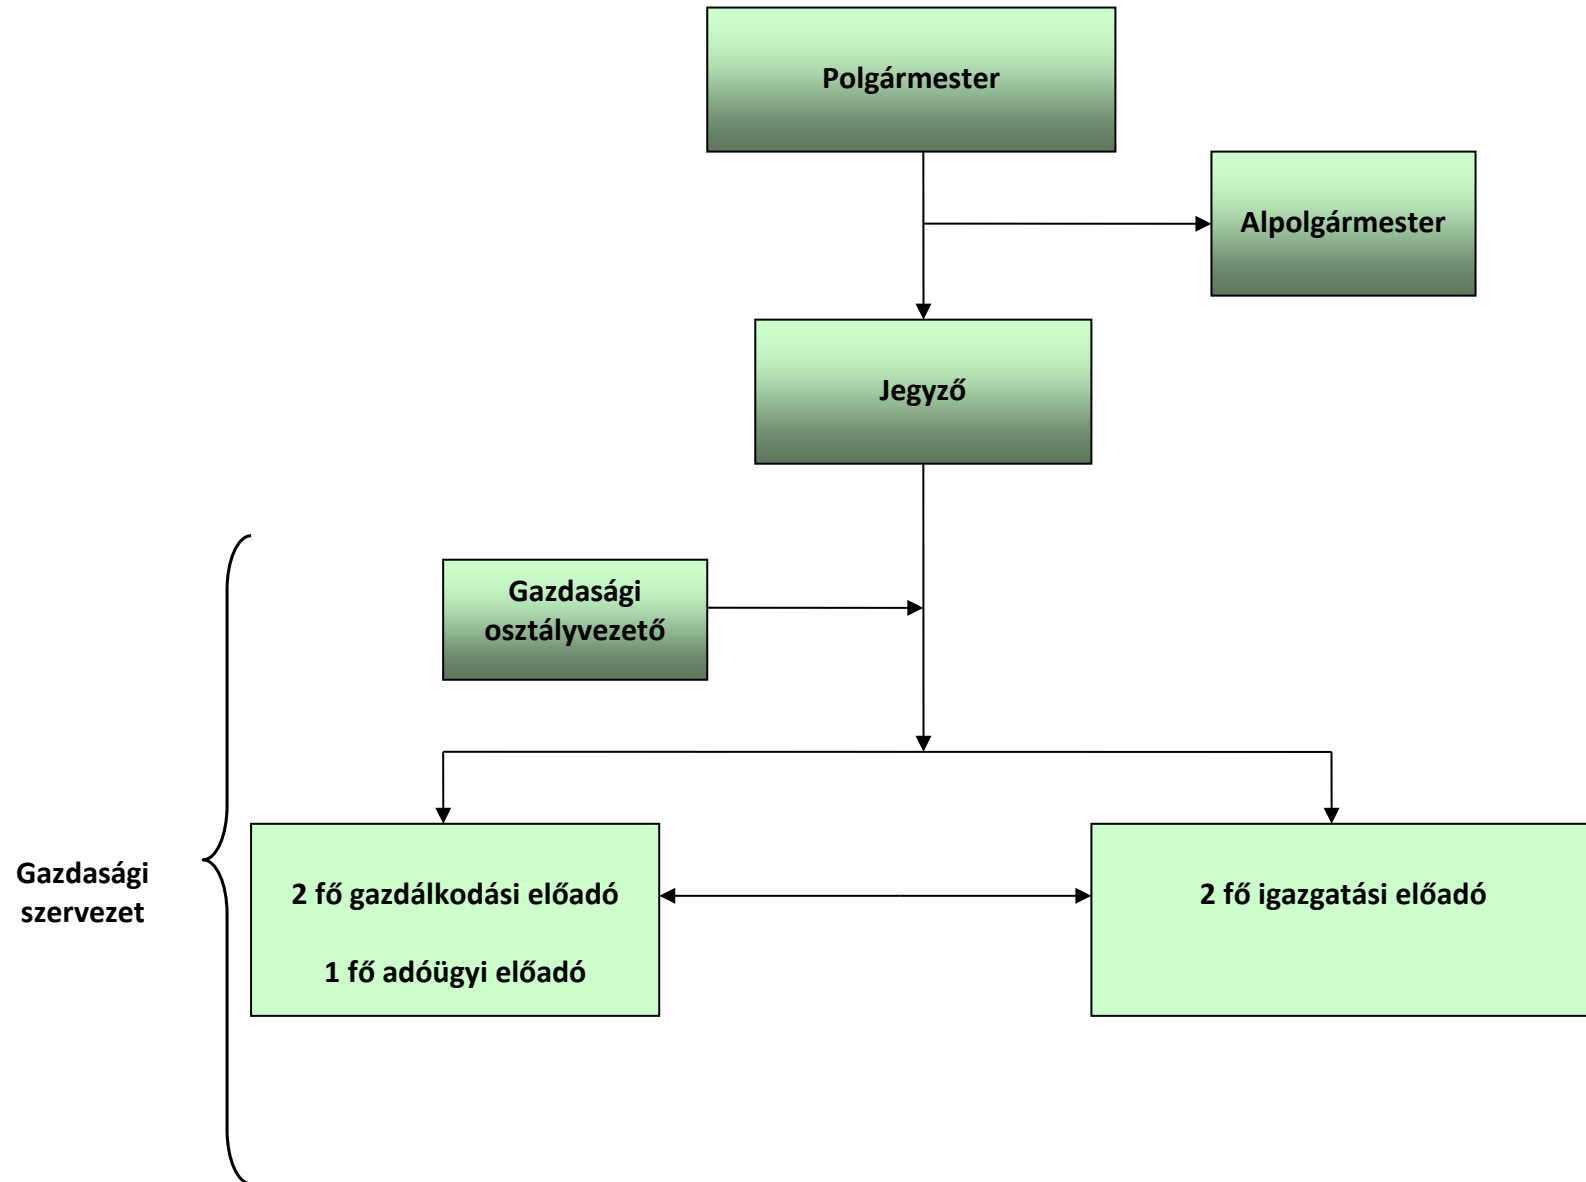 Polgármester
Alpolgármester
Jegyző
Gazdasági
osztályvezető
Gazdasági
szervezet
2 fő gazdálkodási előadó
1 fő adóügyi előadó
2 fő igazgatási előadó